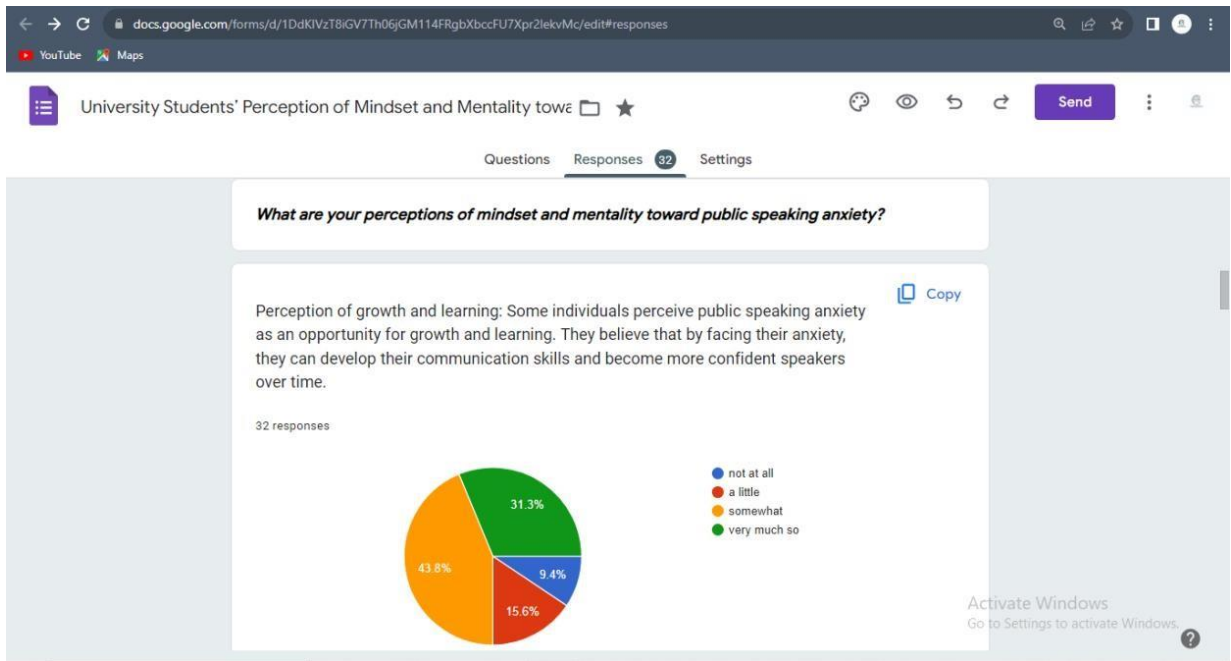 docs.google.com/forms/d/1DdKIVzT8iGV7Th06jGM114FRgbXbccFU7Xpr2lekvMc/edit#responses
YouTube Maps
University Students' Perception of Mindset and Mentality towa
Send
Questions Responses 32 Settings
What are your perceptions of mindset and mentality toward public speaking anxiety?
Copy
Perception of growth and learning: Some individuals perceive public speaking anxiety
as an opportunity for growth and learning. They believe that by facing their anxiety,
they can develop their communication skills and become more confident speakers
over time.
32 responses
not at all
a little
somewhat
very much so
31.3%
43.8%
9.4%
15.6%
Activate Windows
Go to Settings to activate Windows.